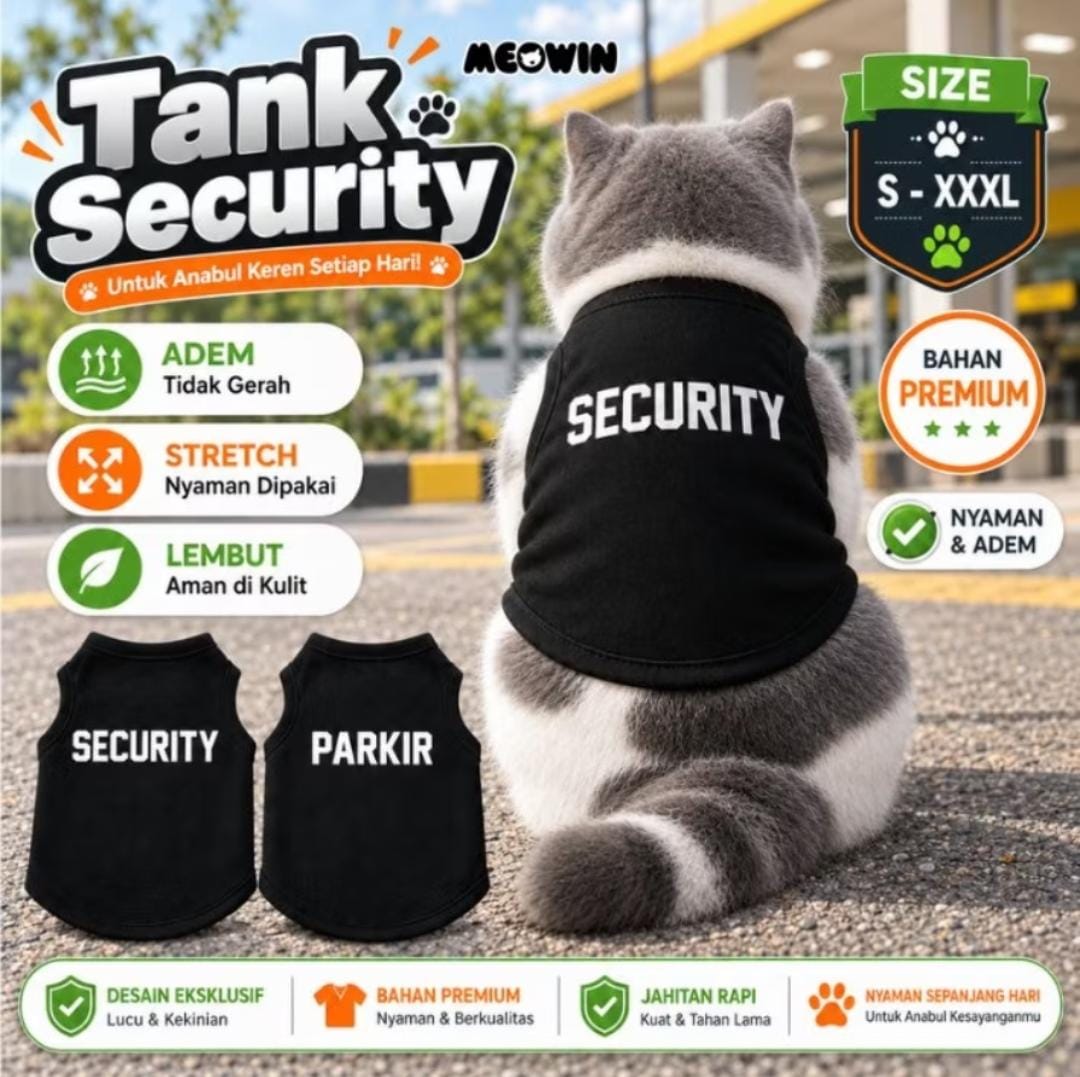 MEOWIN
Tank
Security
Untuk Anabul Keren Setiap Hari!
SIZE
S - XXXL
ADEM
Tidak Gerah
STRETCH
Nyaman Dipakai
LEMBUT
Aman di Kulit
BAHAN
PREMIUM
NYAMAN
& ADEM
SECURITY
SECURITY
PARKIR
DESAIN EKSKLUSIF
Lucu & Kekinian
BAHAN PREMIUM
Nyaman & Berkualitas
JAHITAN RAPI
Kuat & Tahan Lama
NYAMAN SEPANJANG HARI
Untuk Anabul Kesayanganmu